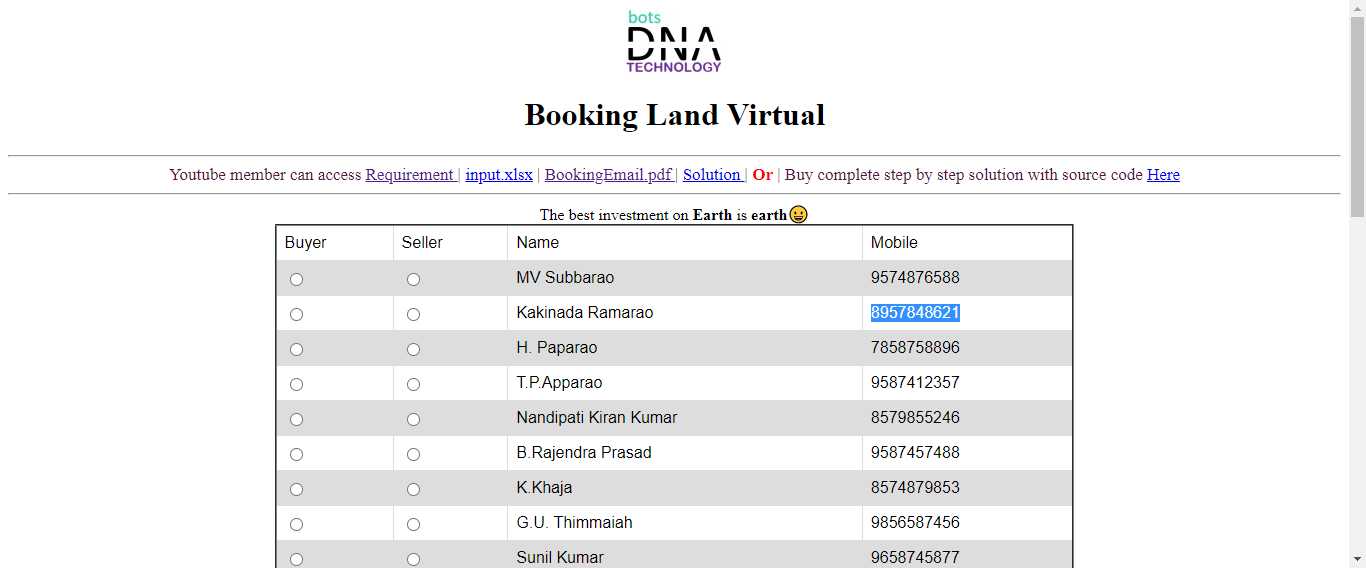 bots
DNA
TECHNOLOGY
Booking Land Virtual
Youtube member can access Requirement | input.xlsx | BookingEmail.pdf | Solution | Or | Buy complete step by step solution with source code Here
The best investment on Earth is earth😀
Buyer Seller Name Mobile
MV Subbarao 9574876588
Kakinada Ramarao 8957848621
H. Paparao 7858758896
T.P.Apparao 9587412357
Nandipati Kiran Kumar 8579855246
B.Rajendra Prasad 9587457488
K.Khaja 8574879853
G.U. Thimmaiah 9856587456
Sunil Kumar 9658745877